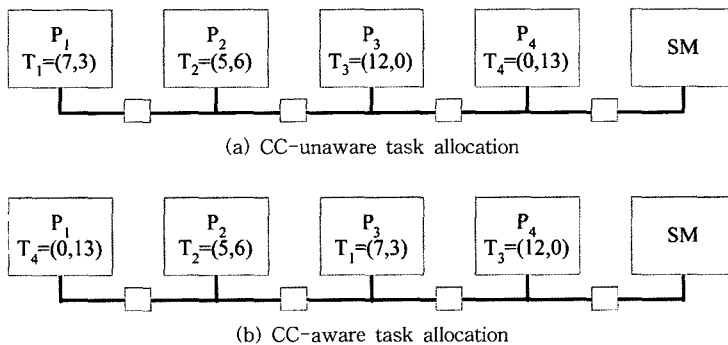 P1 P2 P3 P4 SM
T1=(7,3) T2=(5,6) T3=(12,0) T4=(0,13)
(a) CC-unaware task allocation
P1 P2 P3 P4 SM
T4=(0,13) T2=(5,6) T1=(7,3) T3=(12,0)
(b) CC-aware task allocation